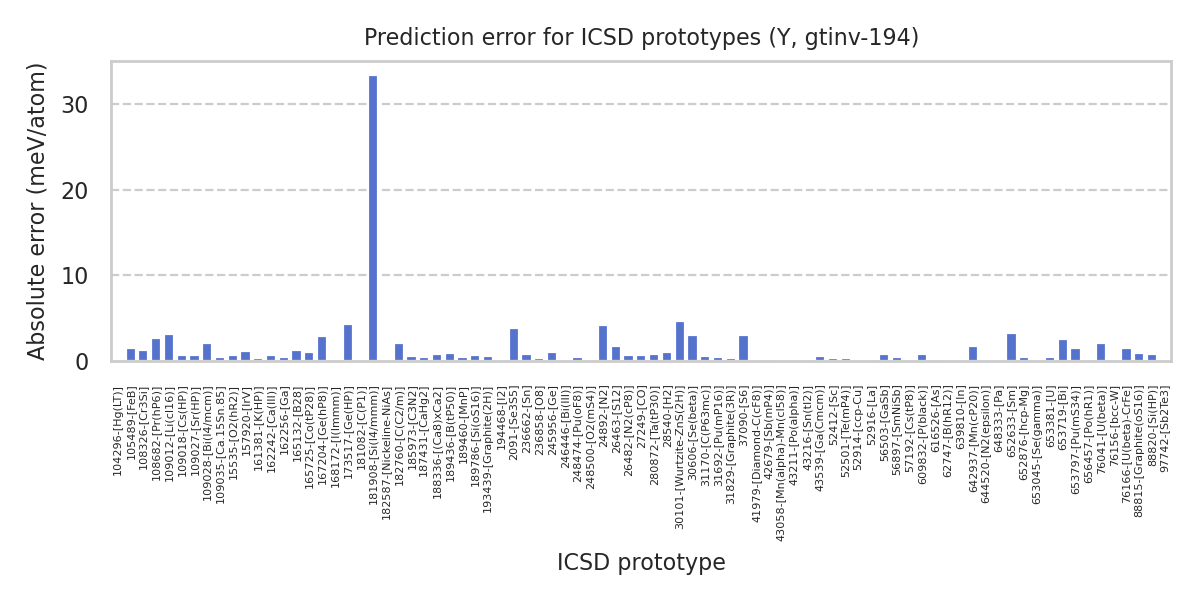 Prediction error for ICSD prototypes (Y, gtinv-194)
Absolute error (meV/atom)
30
20
10
0
104296-[Hg(LT)]
105489-[FeB]
108326-[Cr3Si]
108682-[Pr(hP6)]
109012-[Li(cI16)]
109018-[Cs(HP)]
109027-[Sr(HP)]
109028-[Bi(I4/mcm)]
109035-[Ca.15Sn.85]
15535-[O2(hR2)]
157920-[IrV]
161381-[K(HP)]
162242-[Ca(III)]
162256-[Ga]
165132-[B28]
165725-[Co(tP28)]
167204-[Ge(hP8)]
168172-[I(Immm)]
173517-[Ge(HP)]
181082-[C(P1)]
181908-[Si(I4/mmm)]
182587-[Nickeline-NiAs]
182760-[C(C2/m)]
185973-[C3N2]
187431-[CaHg2]
188336-[(Ca8)xCa2]
189436-[B(tP50)]
189460-[MnP]
189786-[Si(oS16)]
193439-[Graphite(2H)]
194468-[I2]
2091-[Se3S5]
236662-[Sn]
236858-[O8]
245956-[Ge]
246446-[Bi(III)]
248474-[Pu(oF8)]
248500-[O2(mS4)]
24892-[N2]
2636-[S12]
26482-[N2(cP8)]
27249-[CO]
280872-[Ta(tP30)]
28540-[H2]
30101-[Wurtzite-ZnS(2H)]
30606-[Se(beta)]
31170-[C(P63mc)]
31692-[Pu(mP16)]
31829-[Graphite(3R)]
37090-[S6]
41979-[Diamond-C(cF8)]
42679-[Sb(mP4)]
43058-[Mn(alpha)-Mn(cI58)]
43211-[Po(alpha)]
43216-[Sn(tI2)]
43539-[Ga(Cmcm)]
52412-[Sc]
52501-[Te(mP4)]
52914-[ccp-Cu]
52916-[La]
56503-[GaSb]
56897-[SmNiSb]
57192-[Cs(tP8)]
609832-[P(black)]
616526-[As]
62747-[B(hR12)]
639810-[In]
642937-[Mn(cP20)]
644520-[N2(epsilon)]
648333-[Pa]
652633-[Sm]
652876-[hcp-Mg]
653045-[Se(gamma)]
653381-[U]
653719-[Bi]
653797-[Pu(mS34)]
655457-[Po(hR1)]
76041-[U(beta)]
76156-[bcc-W]
76166-[U(beta)-CrFe]
88815-[Graphite(oS16)]
88820-[Si(HP)]
97742-[Sb2Te3]
ICSD prototype